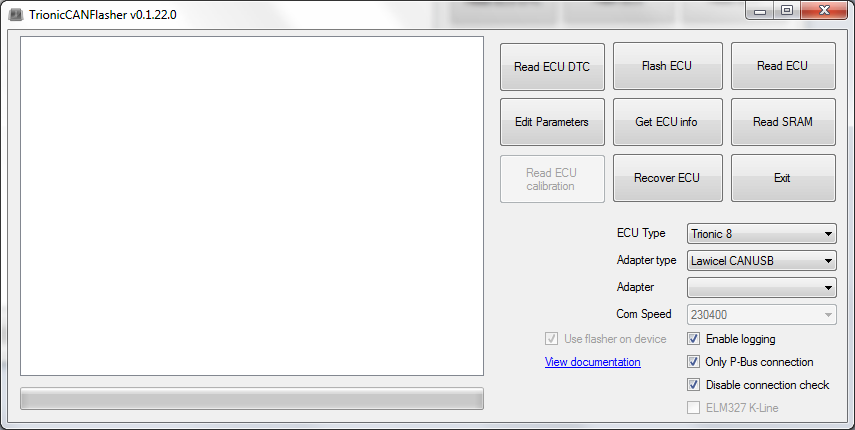 TrionicCANFlasher v0.1.22.0
Read ECU DTC
Flash ECU
Read ECU
Edit Parameters
Get ECU info
Read SRAM
Read ECU
calibration
Recover ECU
Exit
ECU Type
Trionic 8
Adapter type
Lawicel CANUSB
Adapter
Com Speed
230400
Use flasher on device
Enable logging
View documentation
Only P-Bus connection
Disable connection check
ELM327 K-Line